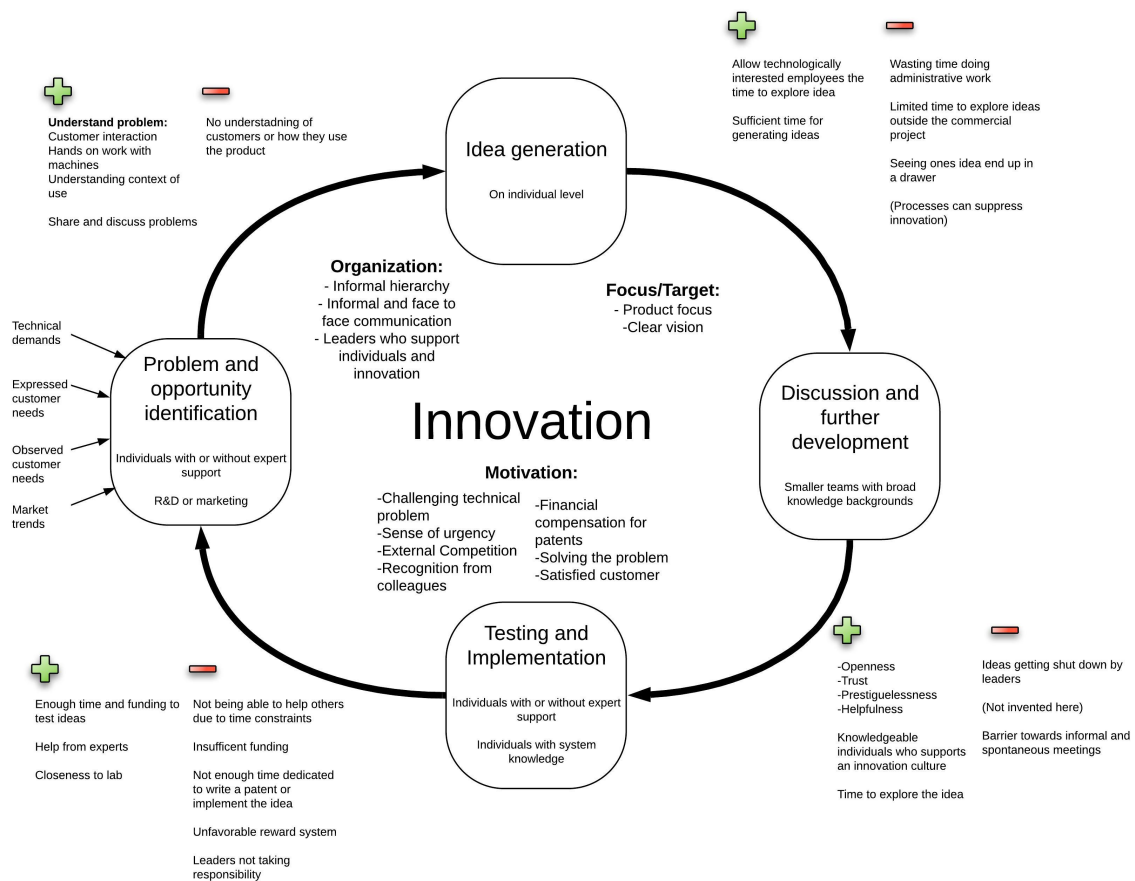 Understand problem:
Customer interaction
Hands on work with
machines
Understanding context of
use
Share and discuss problems
No understadning of
customers or how they use
the product
Idea generation
On individual level
Allow technologically
interested employees the
time to explore idea
Sufficient time for
generating ideas
Wasting time doing
administrative work
Limited time to explore ideas
outside the commercial
project
Seeing ones idea end up in
a drawer
(Processes can suppress
innovation)
Organization:
- Informal hierarchy
- Informal and face to
face communication
- Leaders who support
individuals and
innovation
Focus/Target:
- Product focus
-Clear vision
Technical
demands
Expressed
customer
needs
Observed
customer
needs
Market
trends
Problem and
opportunity
identification
Individuals with or without expert
support
R&D or marketing
Innovation
Discussion and
further
development
Smaller teams with broad
knowledge backgrounds
Motivation:
-Challenging technical
problem
-Sense of urgency
-External Competition
-Recognition from
colleagues
-Financial
compensation for
patents
-Solving the problem
-Satisfied customer
Testing and
Implementation
Individuals with or without expert
support
Individuals with system
knowledge
Enough time and funding to
test ideas
Help from experts
Closeness to lab
Not being able to help others
due to time constraints
Insufficent funding
Not enough time dedicated
to write a patent or
implement the idea
Unfavorable reward system
Leaders not taking
responsibility
-Openness
-Trust
-Prestiguelessness
-Helpfulness
Knowledgeable
individuals who supports
an innovation culture
Time to explore the idea
Ideas getting shut down by
leaders
(Not invented here)
Barrier towards informal and
spontaneous meetings